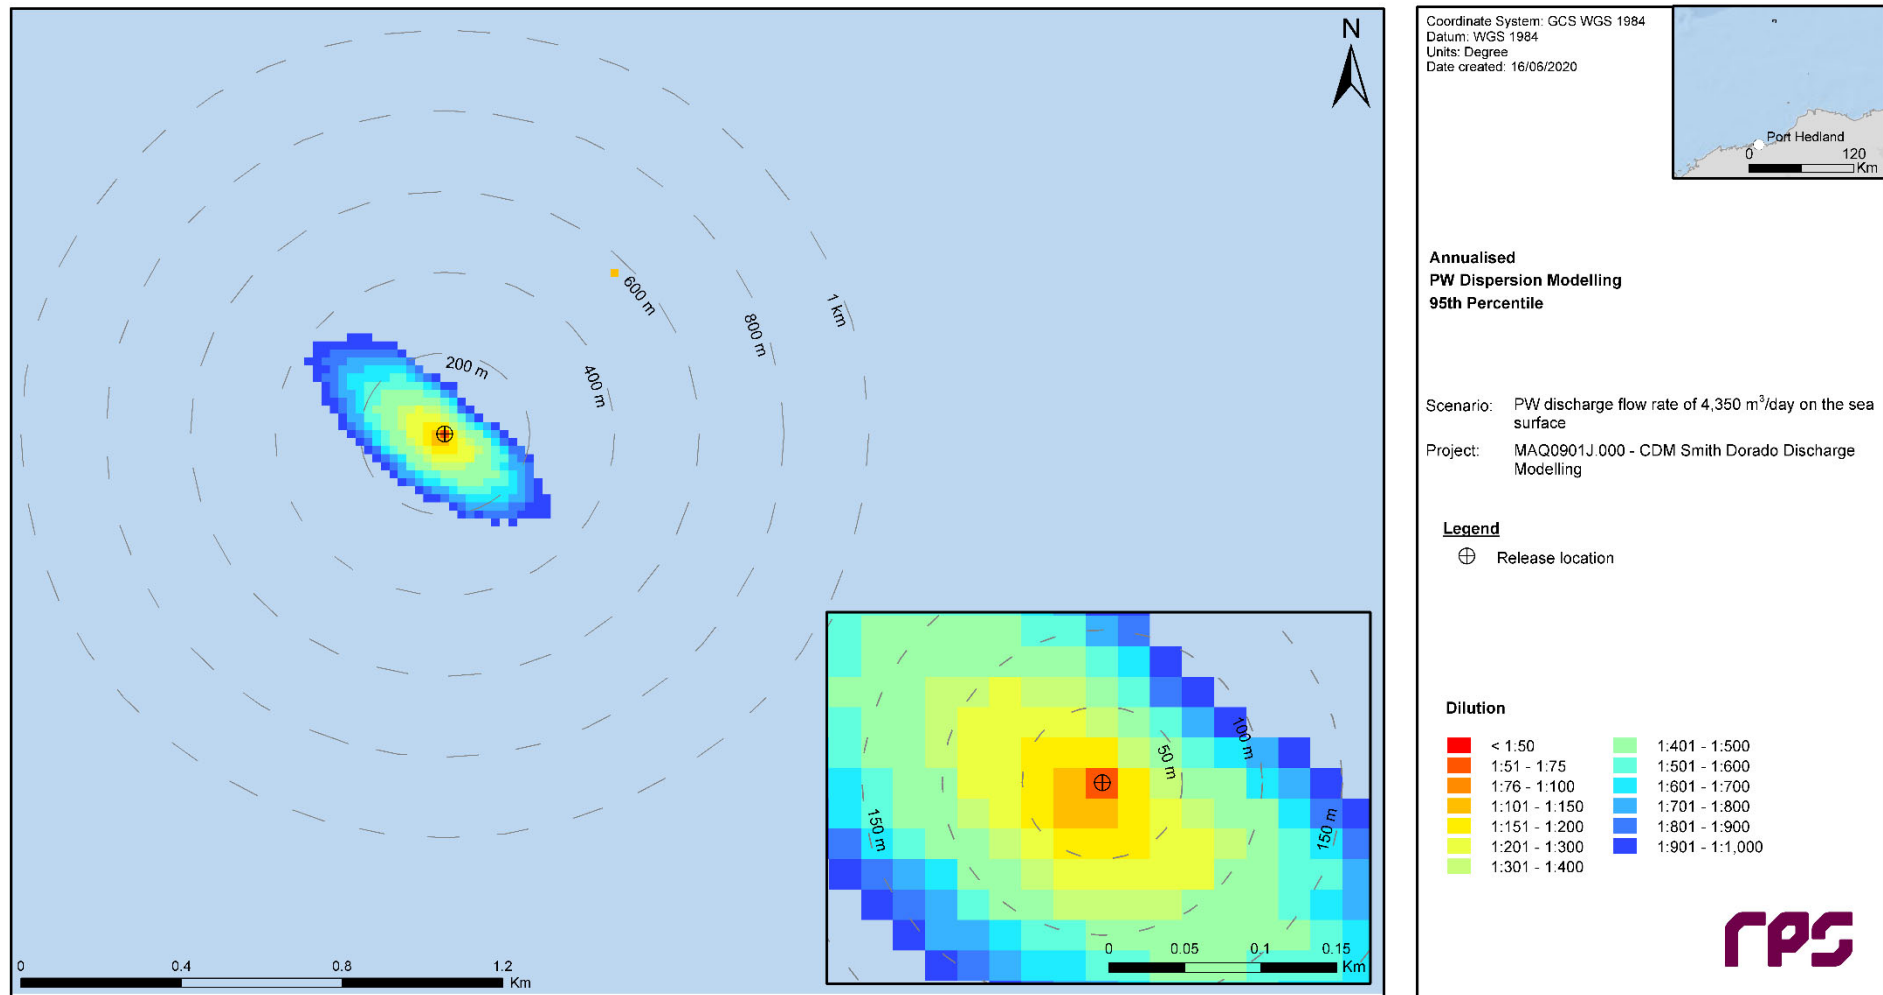 N
200 m
400 m
600 m
800 m
1 km
0 0.4 0.8 1.2
Km
50 m
100 m
150 m
150 m
0 0.05 0.1 0.15
Km
Coordinate System: GCS WGS 1984
Datum: WGS 1984
Units: Degree
Date created: 16/06/2020
Port Hedland
0 120
Km
Annualised
PW Dispersion Modelling
95th Percentile
Scenario: PW discharge flow rate of 4,350 m³/day on the sea
surface
Project: MAQ0901J.000 - CDM Smith Dorado Discharge
Modelling
Legend
Release location
Dilution
< 1:50
1:51 - 1:75
1:76 - 1:100
1:101 - 1:150
1:151 - 1:200
1:201 - 1:300
1:301 - 1:400
1:401 - 1:500
1:501 - 1:600
1:601 - 1:700
1:701 - 1:800
1:801 - 1:900
1:901 - 1:1,000
rps